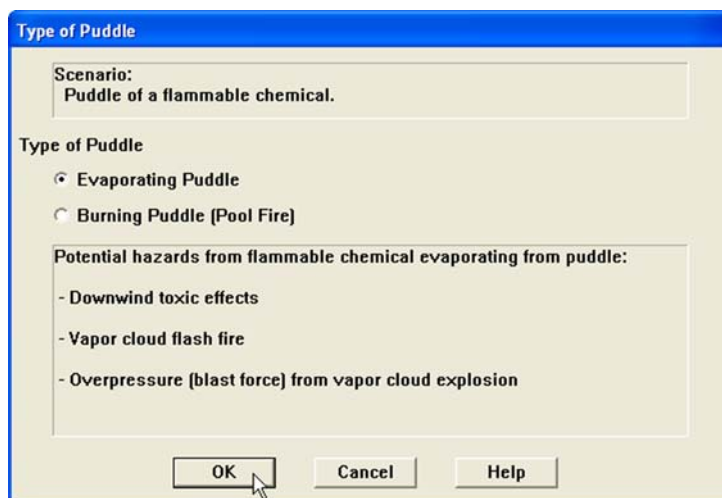 Type of Puddle
Scenario:
Puddle of a flammable chemical.
Type of Puddle
Evaporating Puddle
Burning Puddle (Pool Fire)
Potential hazards from flammable chemical evaporating from puddle:
- Downwind toxic effects
- Vapor cloud flash fire
- Overpressure (blast force) from vapor cloud explosion
OK
Cancel
Help